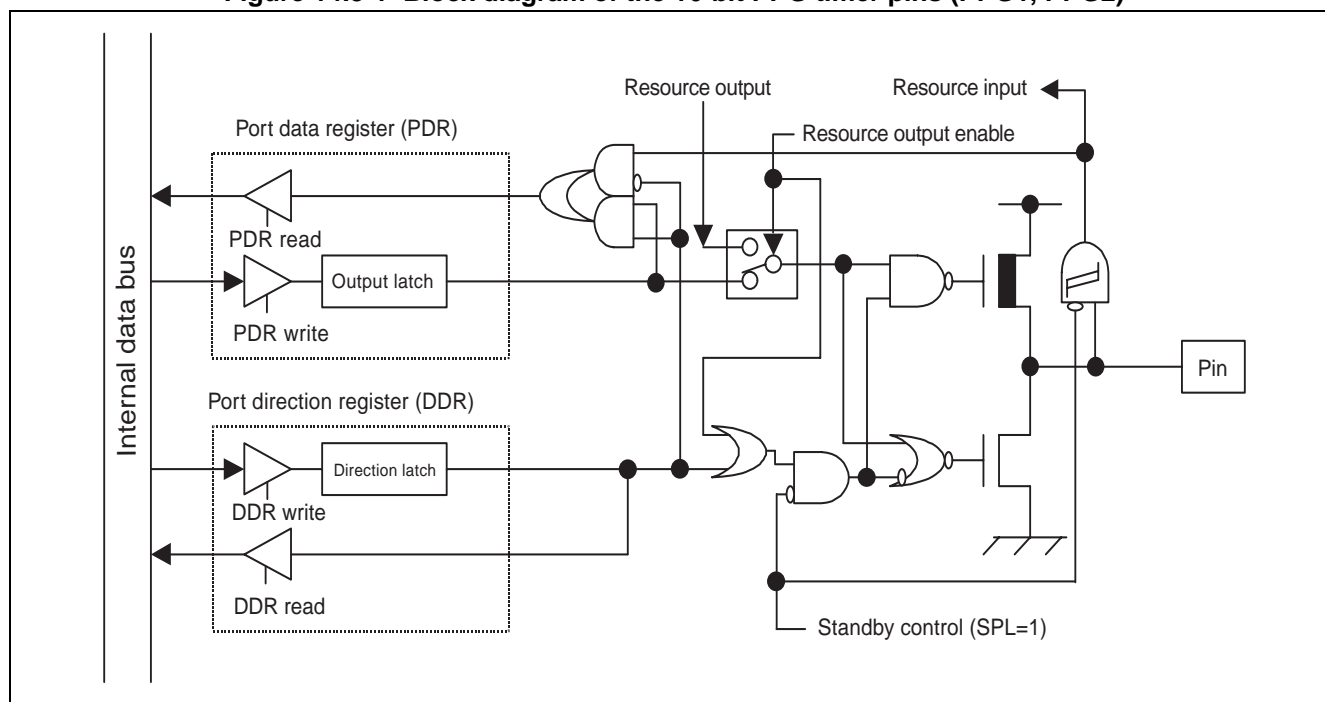 Resource output
Resource input
Port data register (PDR)
Resource output enable
PDR read
Output latch
PDR write
Internal data bus
Pin
Port direction register (DDR)
Direction latch
DDR write
DDR read
Standby control (SPL=1)